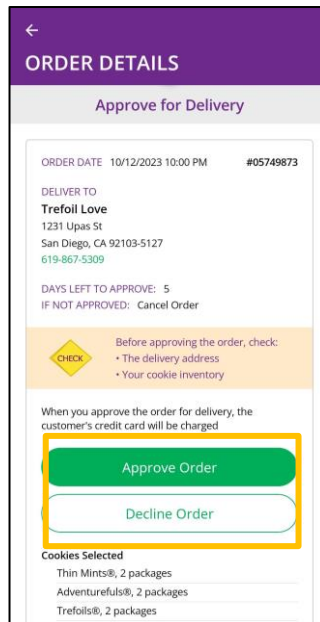 ORDER DETAILS
Approve for Delivery
ORDER DATE 10/12/2023 10:00 PM #05749873
DELIVER TO
Trefoil Love
1231 Upas St
San Diego, CA 92103-5127
619-867-5309
DAYS LEFT TO APPROVE: 5
IF NOT APPROVED: Cancel Order
CHECK
Before approving the order, check:
• The delivery address
• Your cookie inventory
When you approve the order for delivery, the
customer's credit card will be charged
Approve Order
Decline Order
Cookies Selected
Thin Mints®, 2 packages
Adventurefuls®, 2 packages
Trefoils®, 2 packages